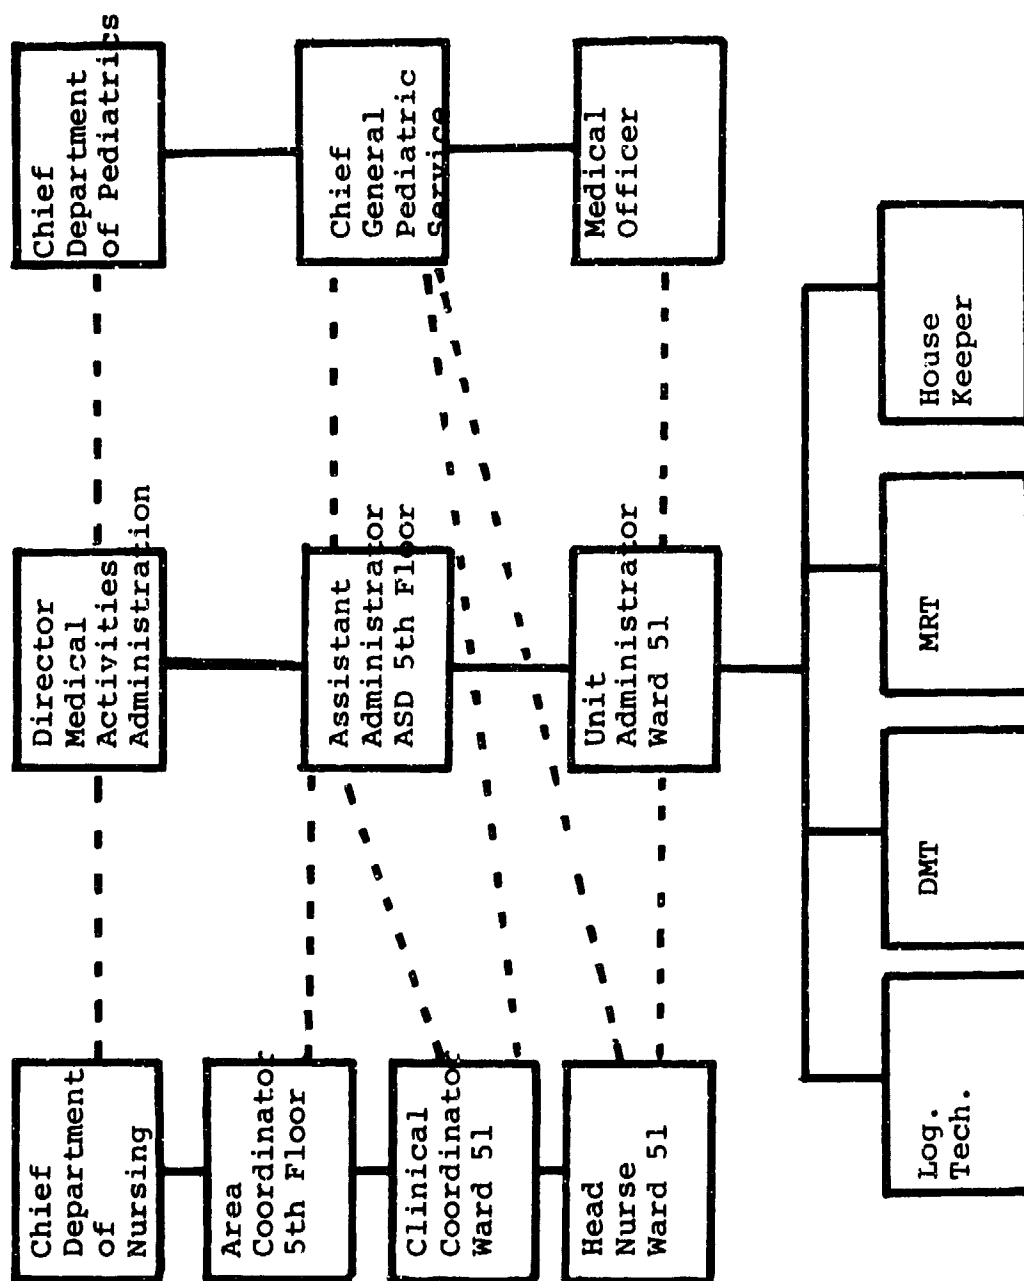 Chief
Department
of
Nursing
Director
Medical
Activities
Administration
Chief
Department
of Pediatrics
Area
Coordinator
5th Floor
Assistant
Administrator
ASD 5th Floor
Chief
General
Pediatric
Service
Clinical
Coordinato
Ward 51
Head
Nurse
Ward 51
Unit
Administrator
Ward 51
Medical
Officer
Log.
Tech.
DMT
MRT
House
Keeper